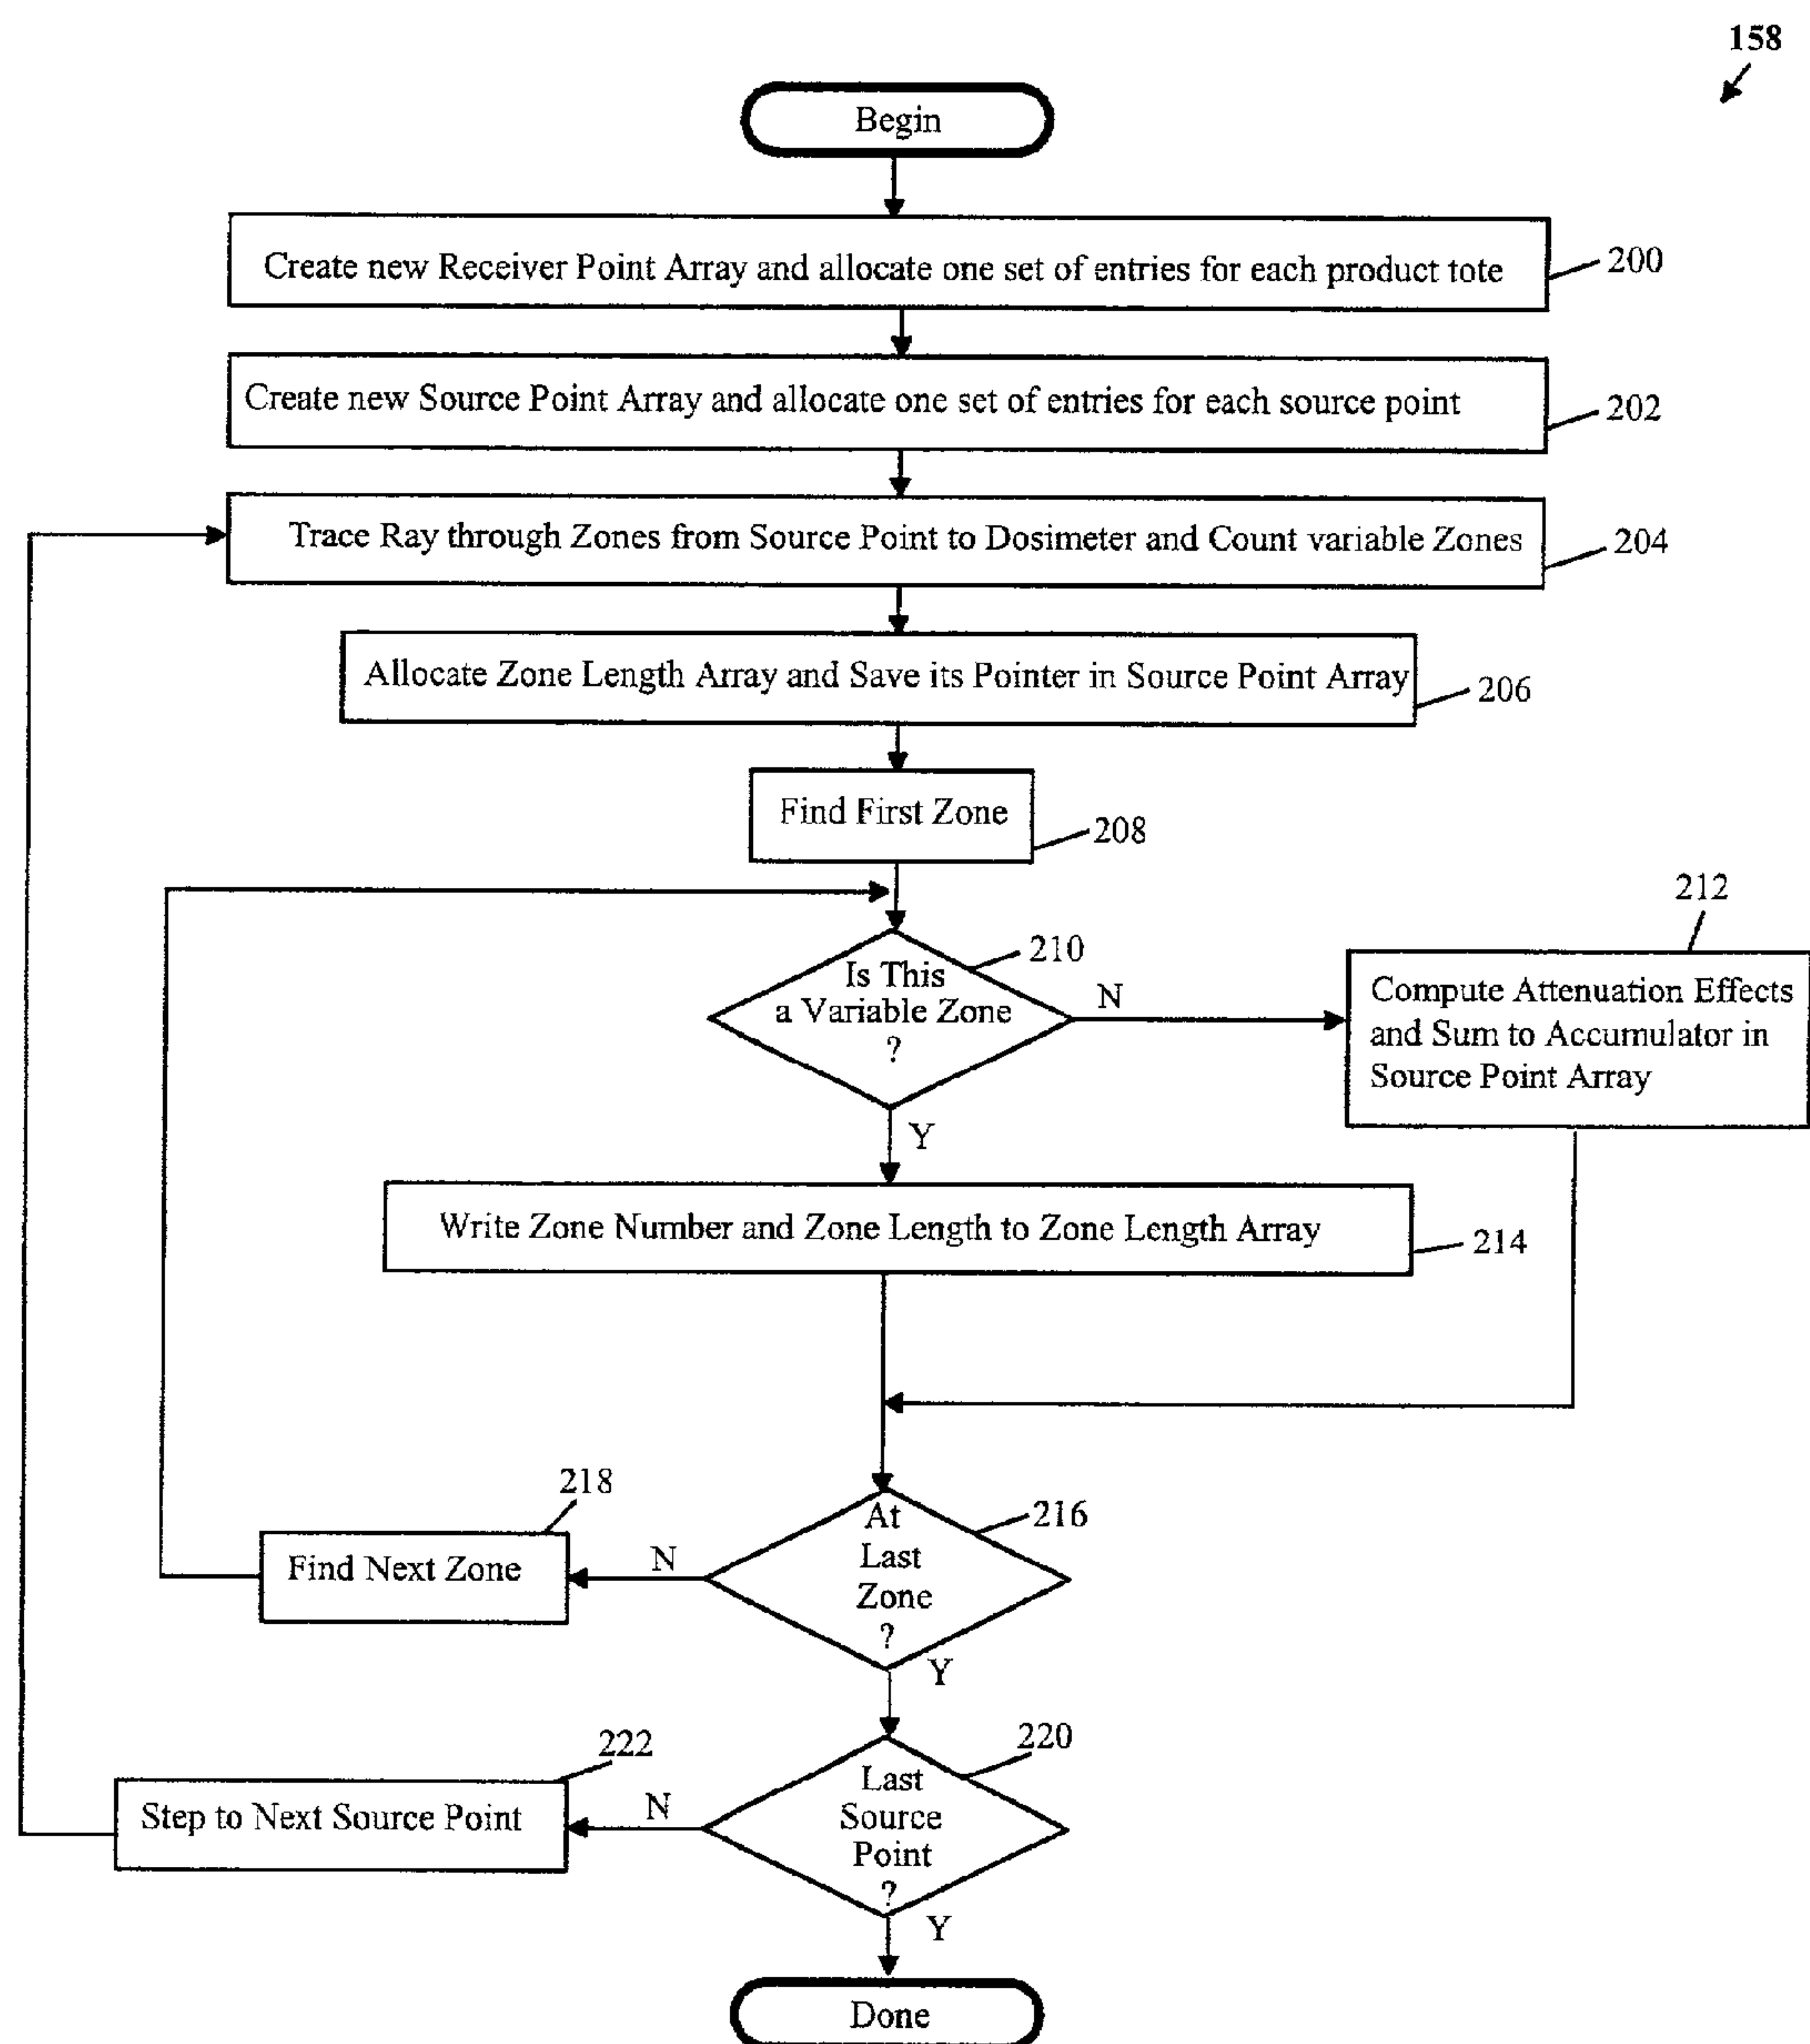 158
Begin
Create new Receiver Point Array and allocate one set of entries for each product tote
200
Create new Source Point Array and allocate one set of entries for each source point
202
Trace Ray through Zones from Source Point to Dosimeter and Count variable Zones
204
Allocate Zone Length Array and Save its Pointer in Source Point Array
206
Find First Zone
208
210
Is This
a Variable Zone
?
N
Y
212
Compute Attenuation Effects
and Sum to Accumulator in
Source Point Array
Write Zone Number and Zone Length to Zone Length Array
214
216
At
Last
Zone
?
N
Y
218
Find Next Zone
220
Last
Source
Point
?
N
Y
222
Step to Next Source Point
Done